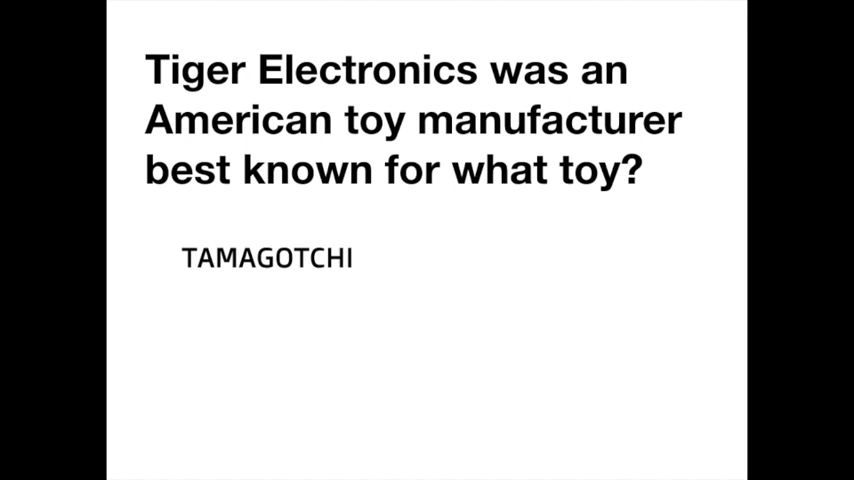 Tiger Electronics was an
American toy manufacturer
best known for what toy?
TAMAGOTCHI